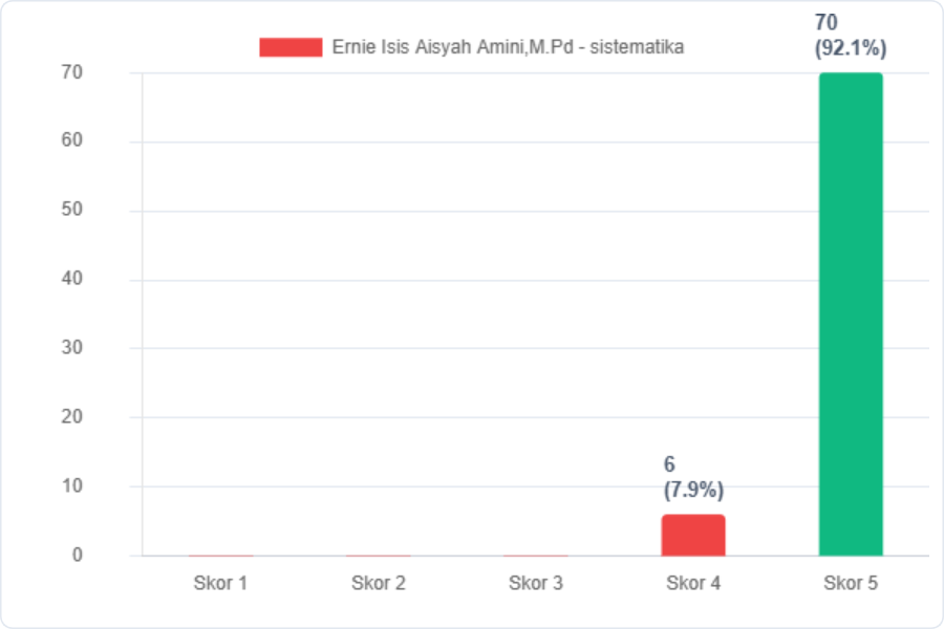 Ernie Isis Aisyah Amini,M.Pd - sistematika
70
(92.1%)
70
60
50
40
30
20
10
0
6
(7.9%)
Skor 1
Skor 2
Skor 3
Skor 4
Skor 5